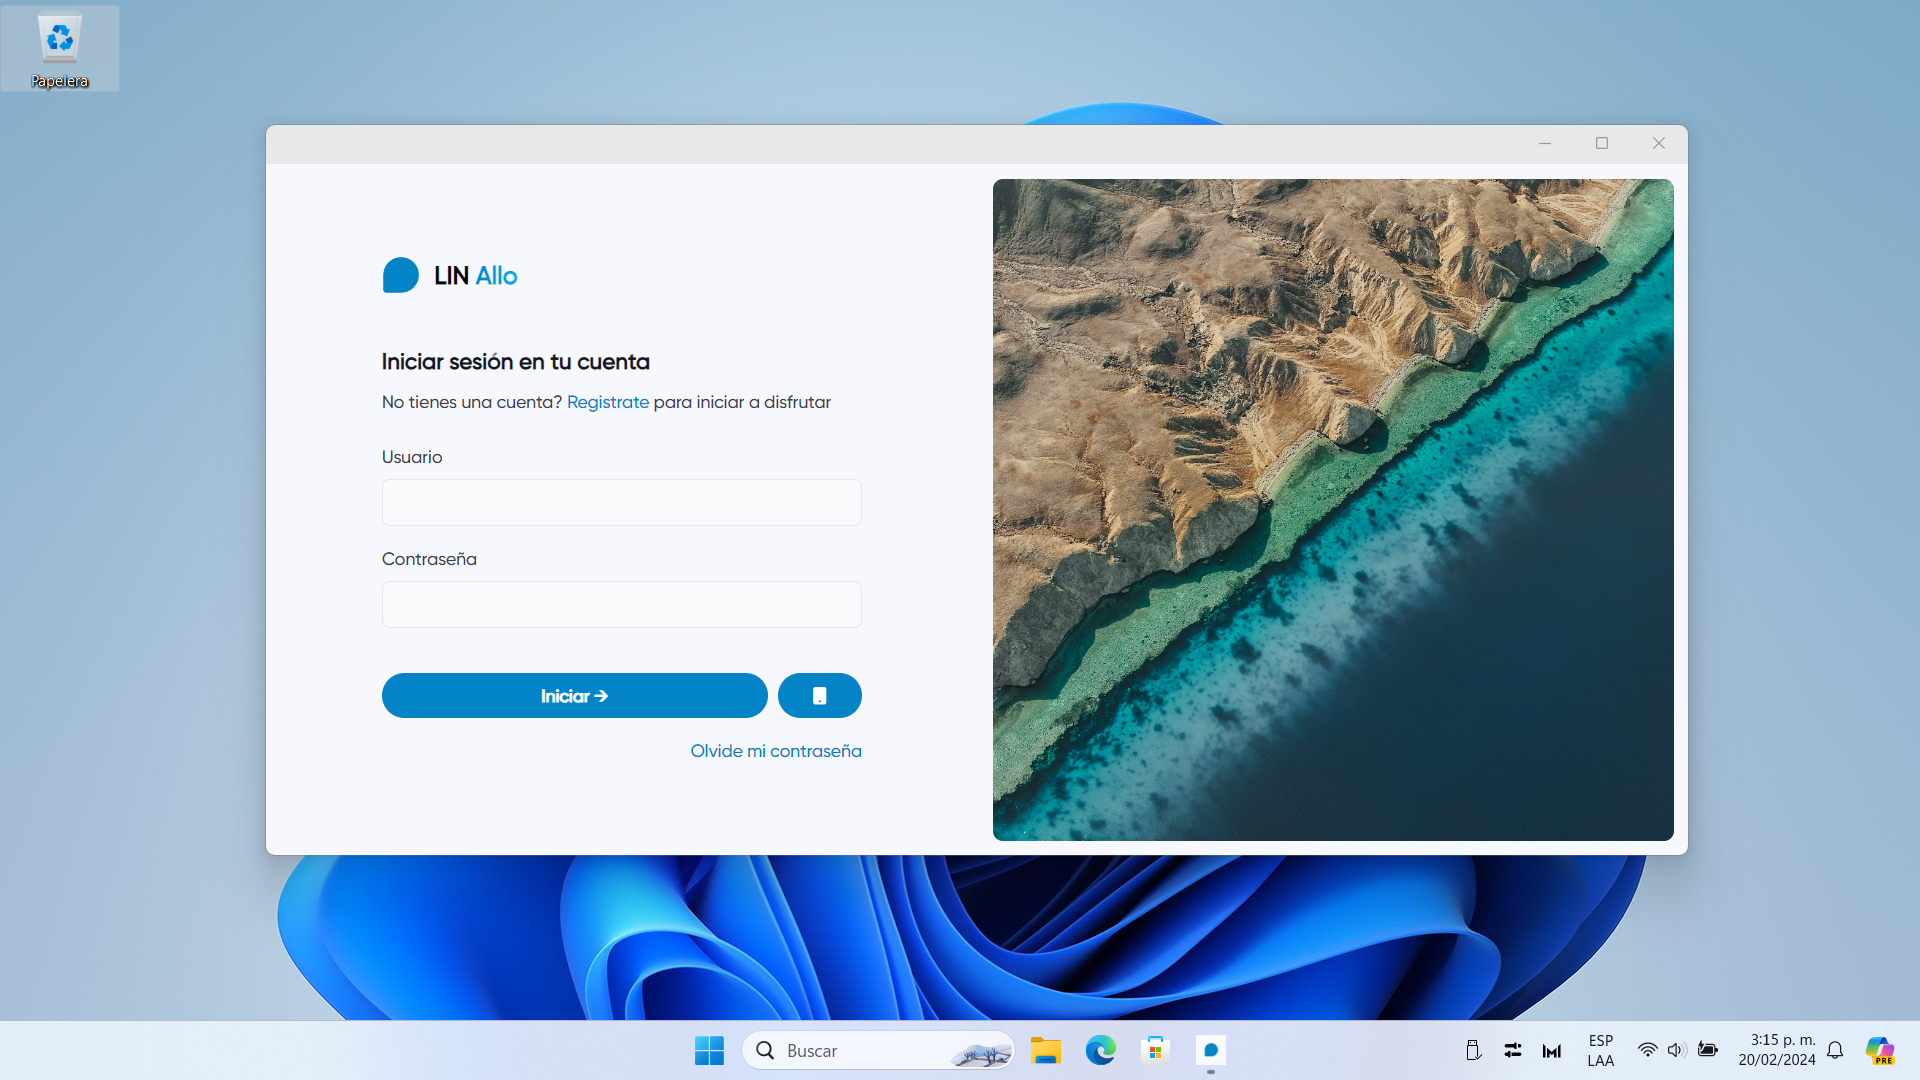 Papelera
LIN Allo
Iniciar sesión en tu cuenta
No tienes una cuenta? Registrate para iniciar a disfrutar
Usuario
Contraseña
Iniciar →
Olvide mi contraseña
Buscar
ESP
LAA
3:15 p. m.
20/02/2024
PRE